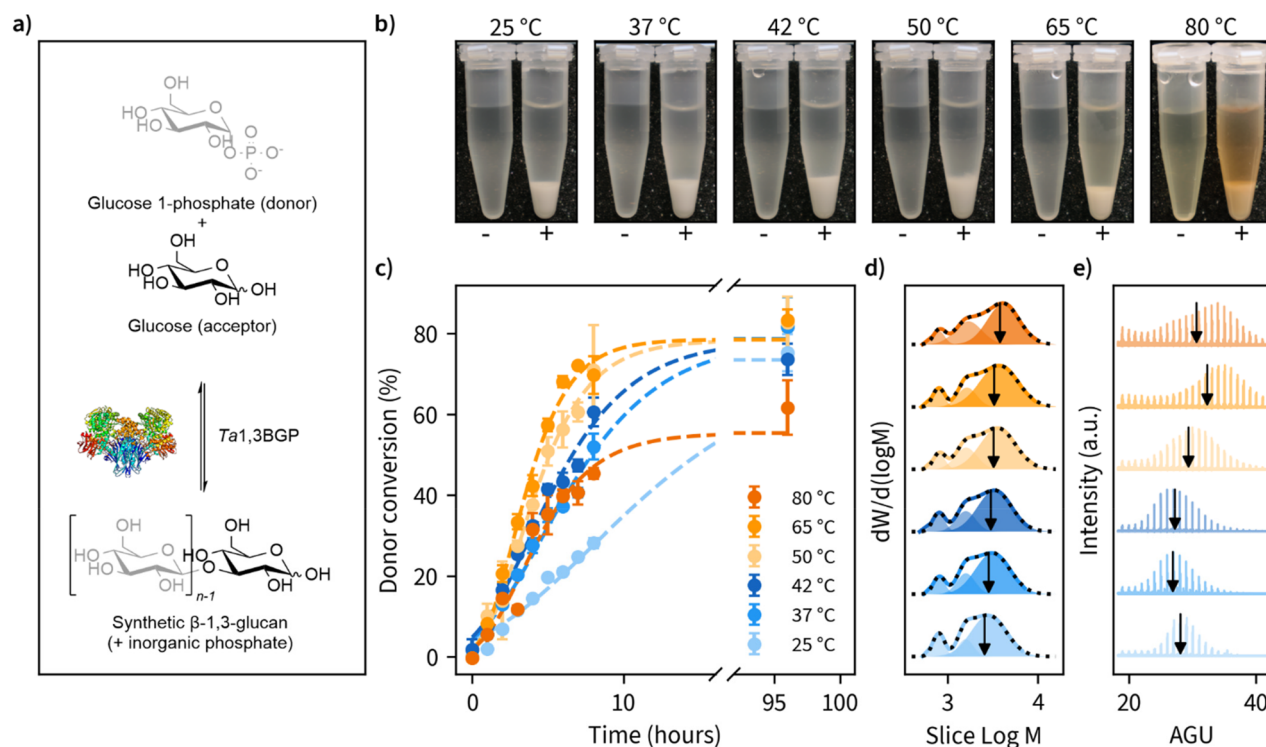 a)
OH
HO
O
HO
OH
O
O
P
O-
O-
Glucose 1-phosphate (donor)
+
OH
HO
O
HO
OH
OH
Glucose (acceptor)
Ta1,3BGP
OH
OH
HO
O
HO
O
HO
O
OH
OH
OH
n-1
Synthetic β-1,3-glucan
(+ inorganic phosphate)
b)
25 °C 37 °C 42 °C 50 °C 65 °C 80 °C
- + - + - + - + - + - +
c)
Donor conversion (%)
80
60
40
20
0
80 °C
65 °C
50 °C
42 °C
37 °C
25 °C
0 10 95 100
Time (hours)
d)
dW/d(logM)
3 4
Slice Log M
e)
Intensity (a.u.)
20 40
AGU